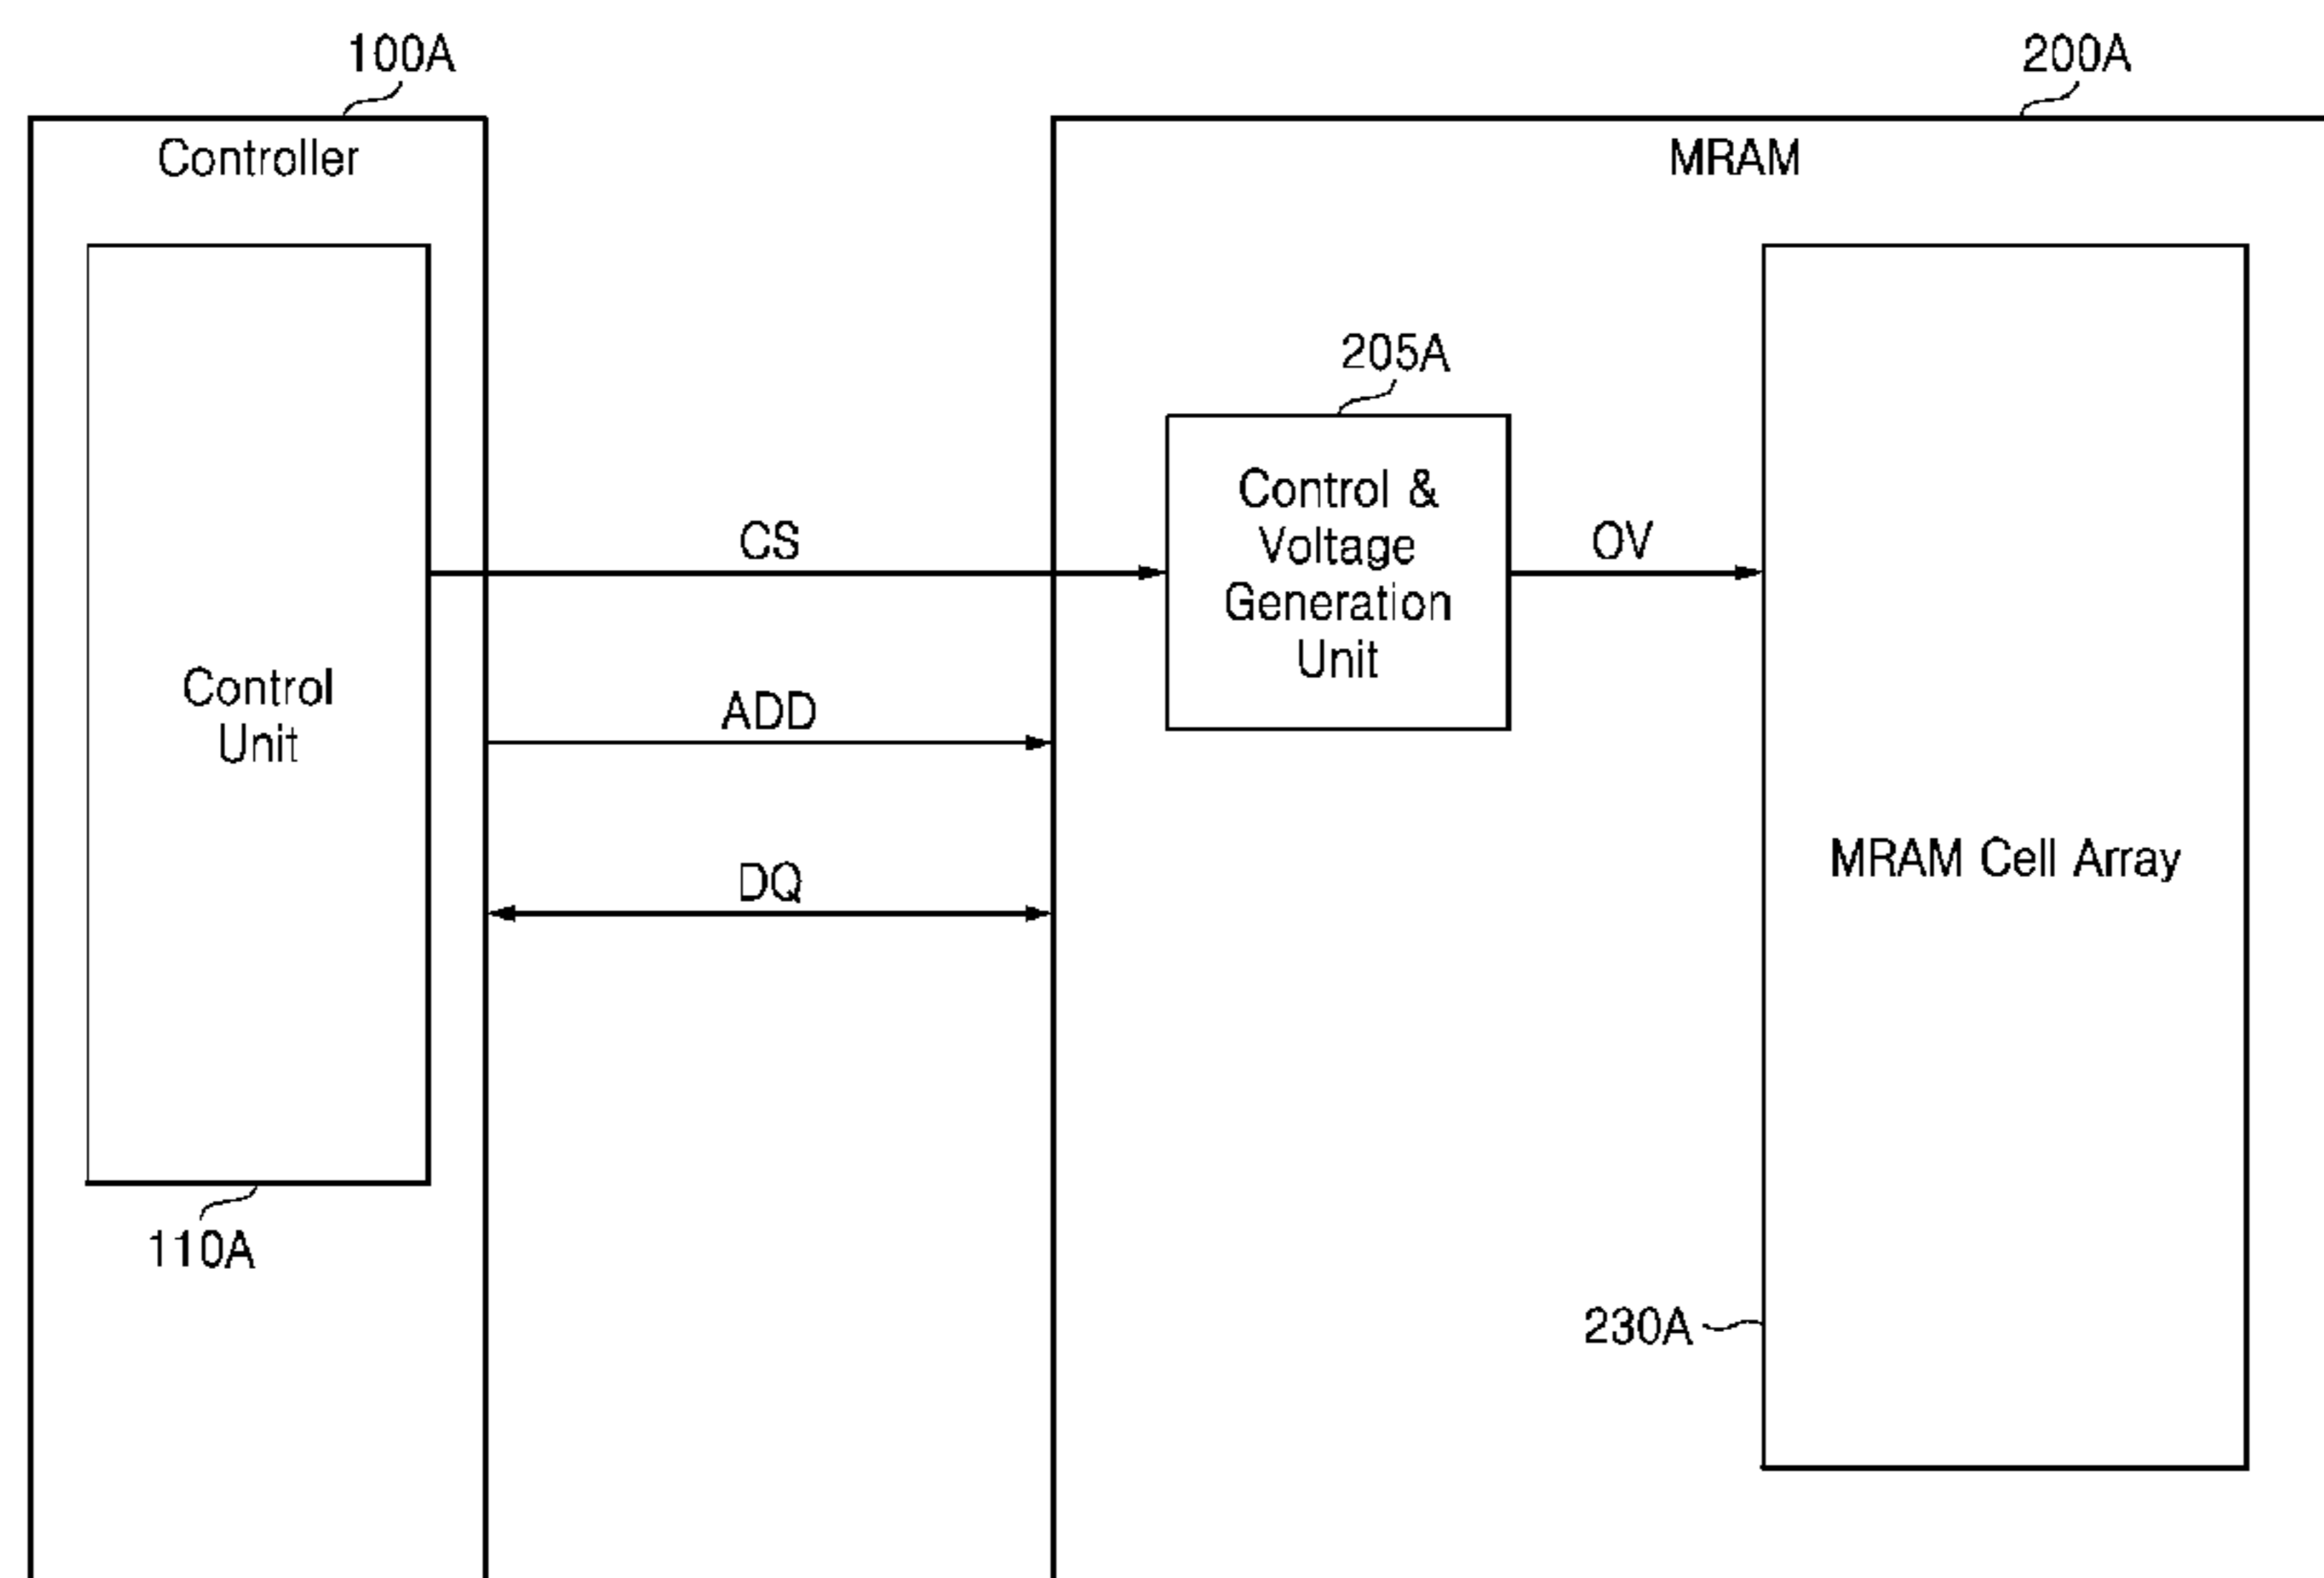 100A
200A
Controller
MRAM
205A
Control &
Voltage
Generation
Unit
CS
OV
Control
Unit
ADD
MRAM Cell Array
DQ
110A
230A